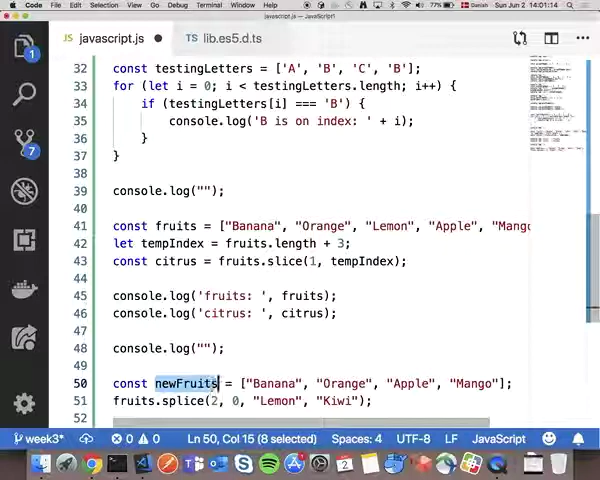 Code File Edit Selection View Go Debug Terminal Window Help 77% Danish Sun Jun 2 14:01:14
javascript.js — JavaScript1
JS javascript.js TS lib.es5.d.ts
32 const testingLetters = ['A', 'B', 'C', 'B'];
33 for (let i = 0; i < testingLetters.length; i++) {
34 if (testingLetters[i] === 'B') {
35 console.log('B is on index: ' + i);
36 }
37 }
38
39 console.log("");
40
41 const fruits = ["Banana", "Orange", "Lemon", "Apple", "Mango
42 let tempIndex = fruits.length + 3;
43 const citrus = fruits.slice(1, tempIndex);
44
45 console.log('fruits: ', fruits);
46 console.log('citrus: ', citrus);
47
48 console.log("");
49
50 const newFruits = ["Banana", "Orange", "Apple", "Mango"];
51 fruits.splice(2, 0, "Lemon", "Kiwi");
52
1
7
week3* 0 0 Ln 50, Col 15 (8 selected) Spaces: 4 UTF-8 LF JavaScript
2